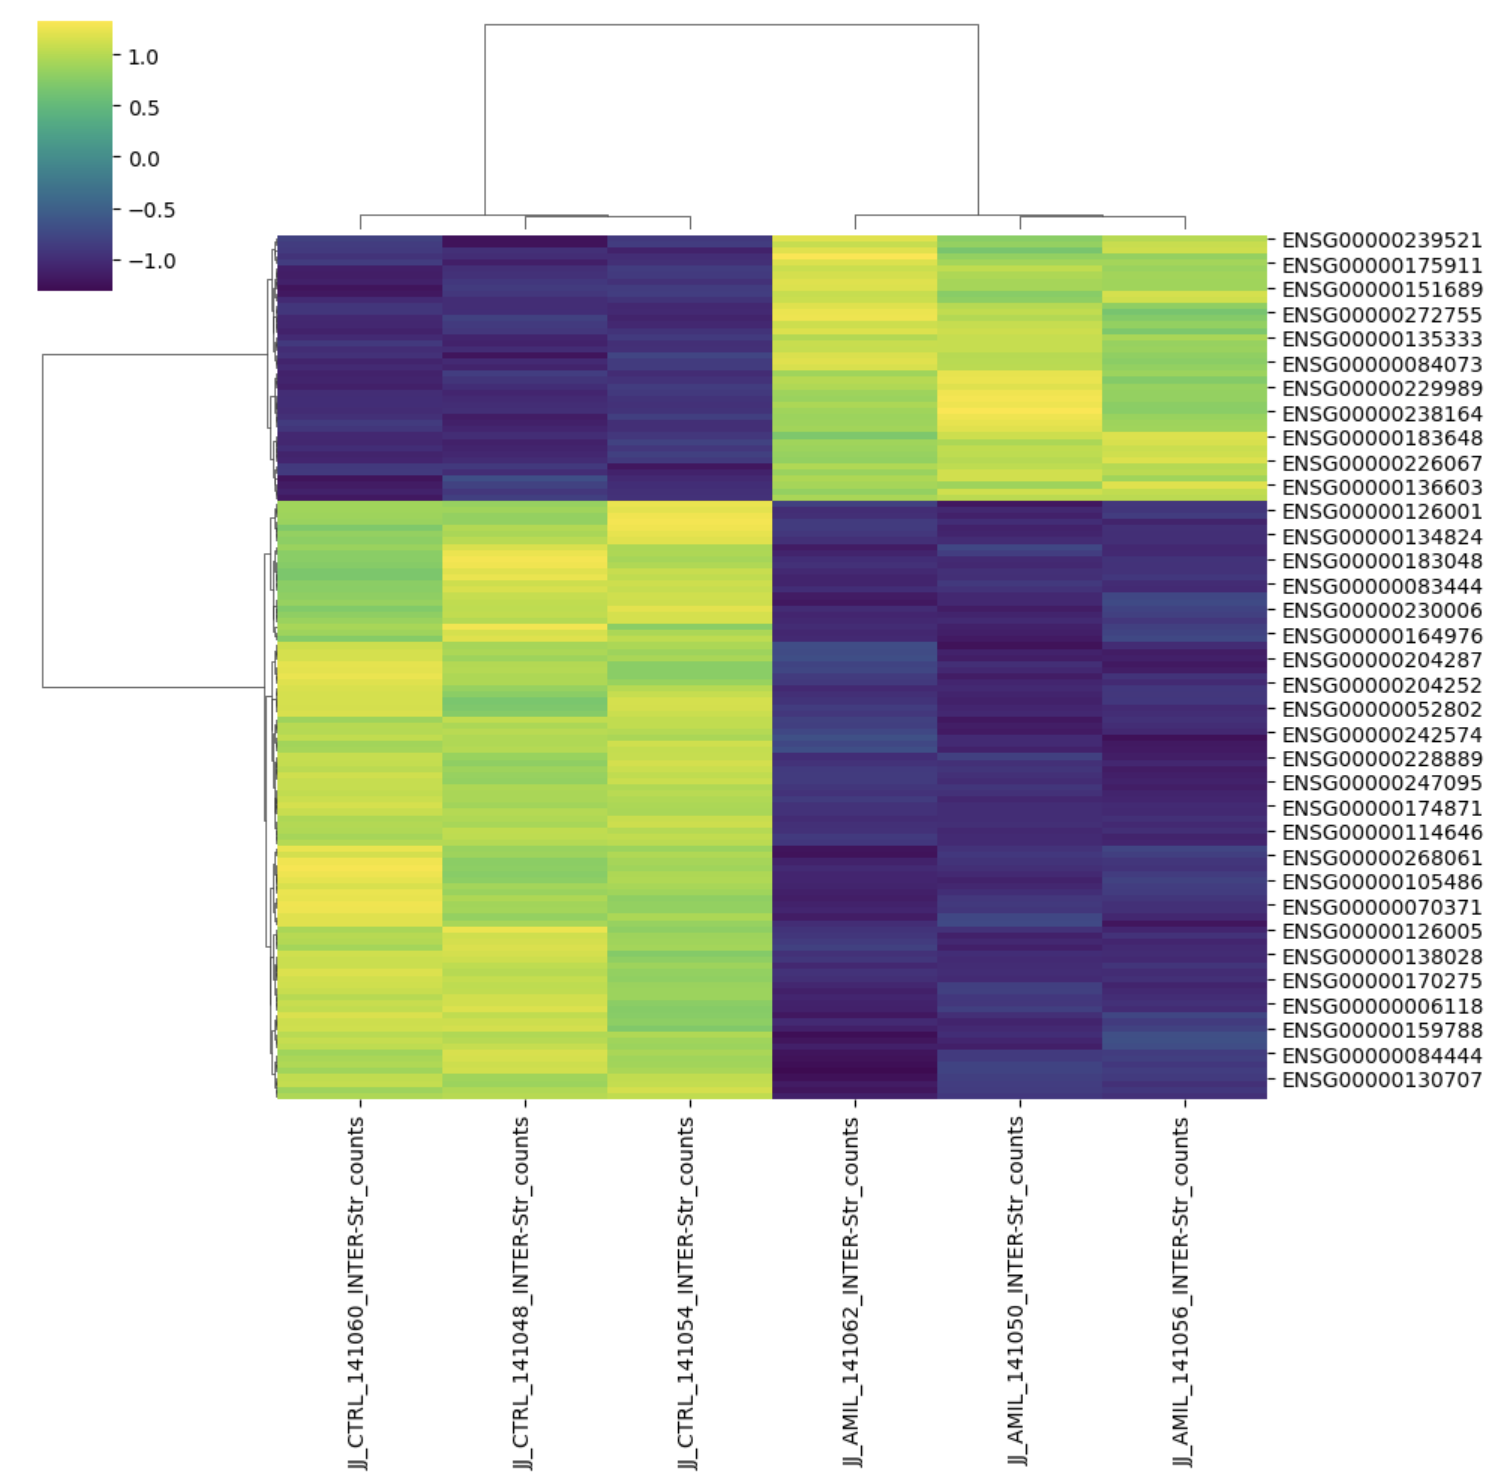 1.0
0.5
0.0
−0.5
−1.0
ENSG00000239521
ENSG00000175911
ENSG00000151689
ENSG00000272755
ENSG00000135333
ENSG00000084073
ENSG00000229989
ENSG00000238164
ENSG00000183648
ENSG00000226067
ENSG00000136603
ENSG00000126001
ENSG00000134824
ENSG00000183048
ENSG00000083444
ENSG00000230006
ENSG00000164976
ENSG00000204287
ENSG00000204252
ENSG00000052802
ENSG00000242574
ENSG00000228889
ENSG00000247095
ENSG00000174871
ENSG00000114646
ENSG00000268061
ENSG00000105486
ENSG00000070371
ENSG00000126005
ENSG00000138028
ENSG00000170275
ENSG00000006118
ENSG00000159788
ENSG00000084444
ENSG00000130707
JJ_CTRL_141060_INTER-Str_counts
JJ_CTRL_141048_INTER-Str_counts
JJ_CTRL_141054_INTER-Str_counts
JJ_AMIL_141062_INTER-Str_counts
JJ_AMIL_141050_INTER-Str_counts
JJ_AMIL_141056_INTER-Str_counts